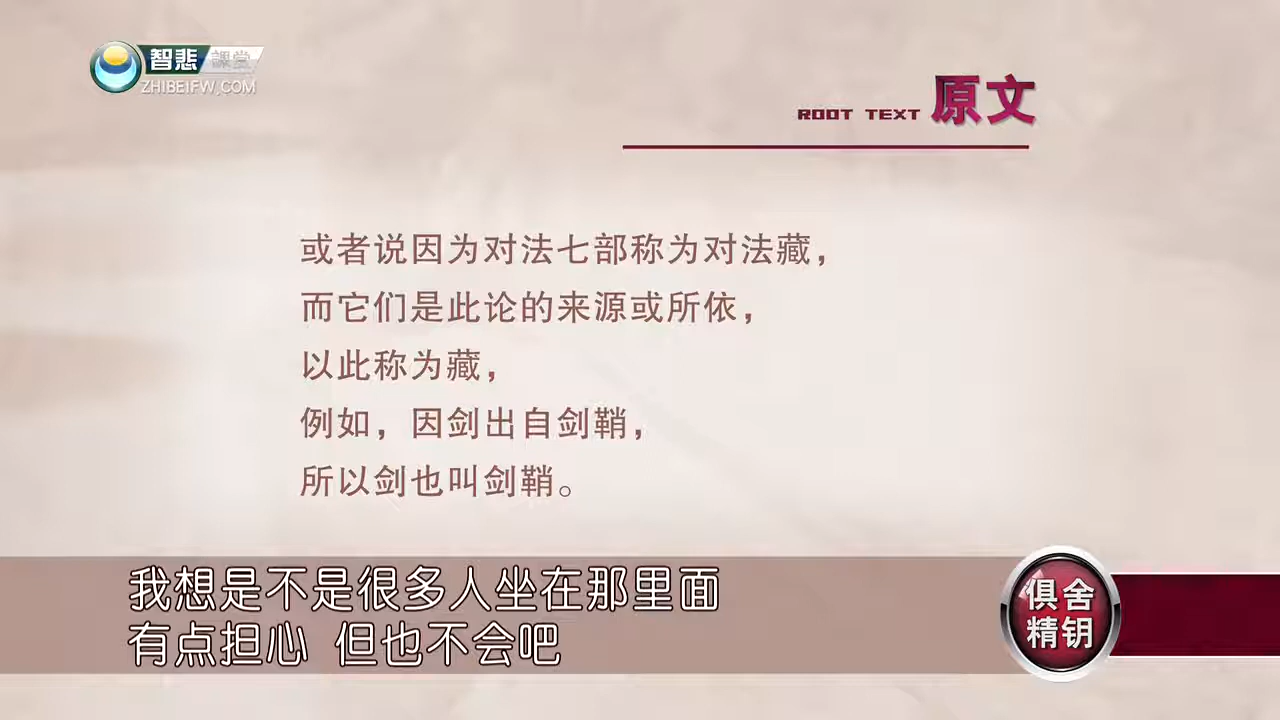 智悲課堂
ZHIBEIFW.COM
ROOT TEXT 原文
或者说因为对法七部称为对法藏，
而它们是此论的来源或所依，
以此称为藏，
例如，因剑出自剑鞘，
所以剑也叫剑鞘。
我想是不是很多人坐在那里面
有点担心 但也不会吧
俱舍
精钥